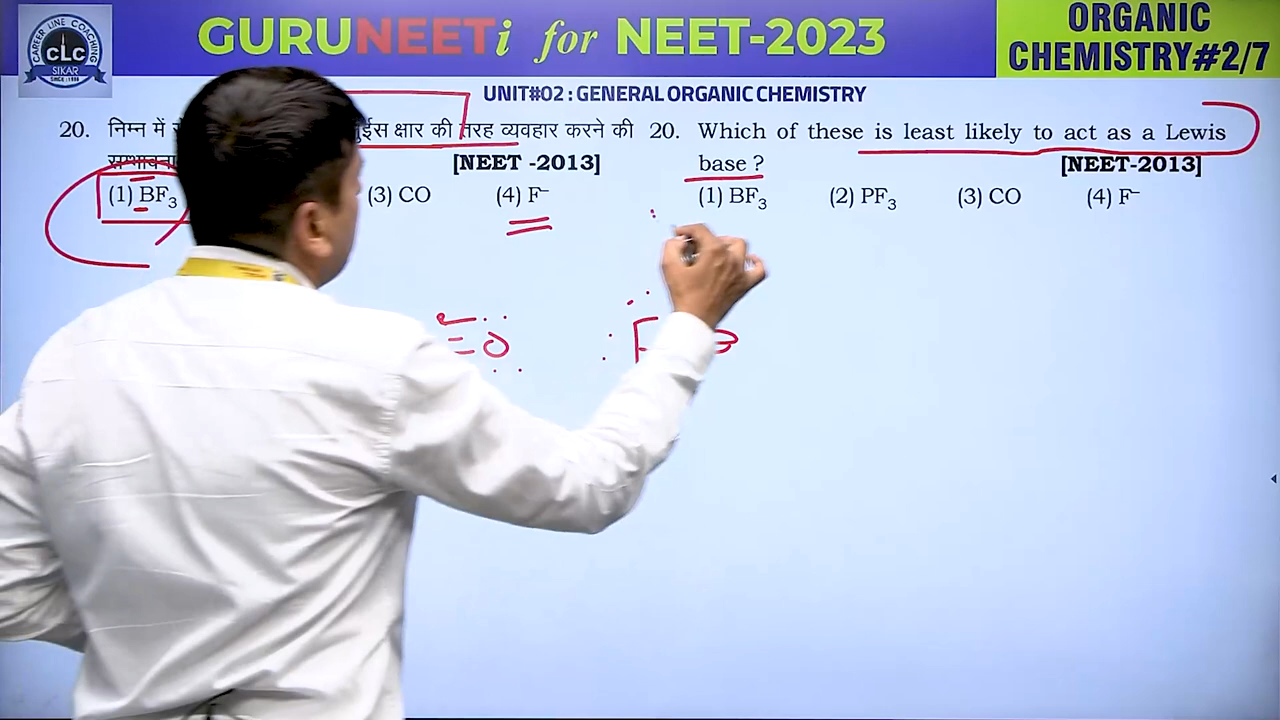 GURUNEETi for NEET-2023
ORGANIC
CHEMISTRY#2/7
CAREER LINE COACHING
CLC
SIKAR
SINCE : 1996
UNIT#02 : GENERAL ORGANIC CHEMISTRY
20. निम्न में क्षार की तरह व्यवहार करने की
[NEET -2013]
(1) BF₃ (3) CO (4) F⁻
20. Which of these is least likely to act as a Lewis
base ? [NEET-2013]
(1) BF₃ (2) PF₃ (3) CO (4) F⁻